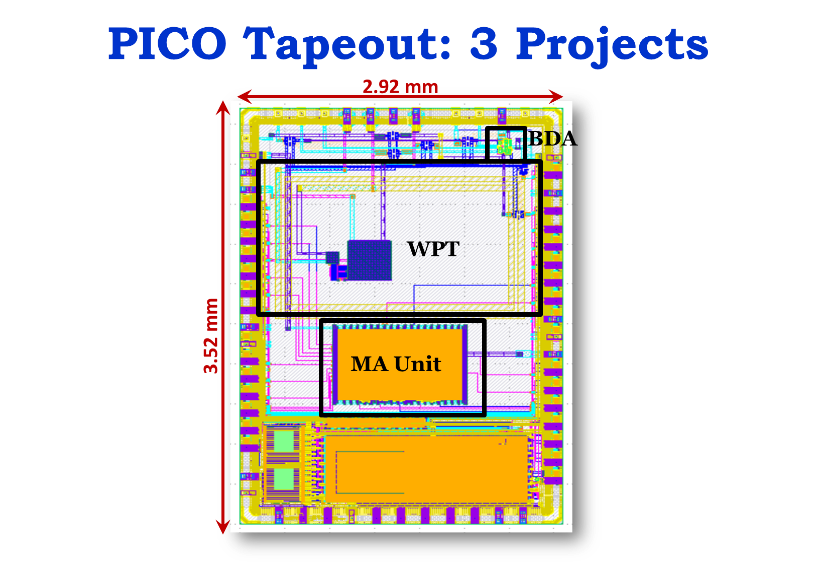 PICO Tapeout: 3 Projects
2.92 mm
BDA
WPT
3.52 mm
MA Unit